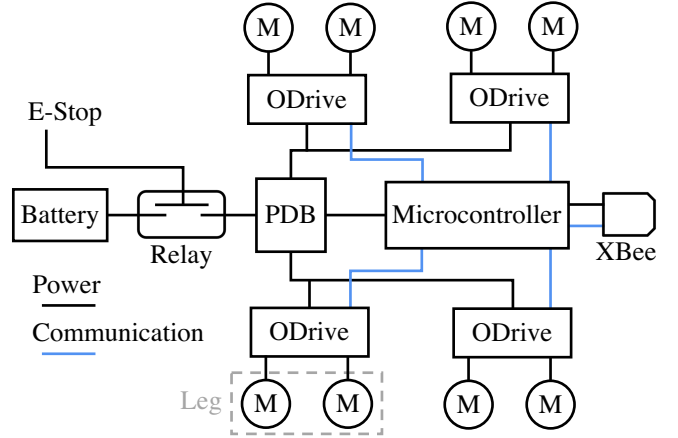 M M M M
ODrive ODrive
E-Stop
Battery PDB Microcontroller
Relay XBee
Power
Communication
ODrive ODrive
Leg M M M M